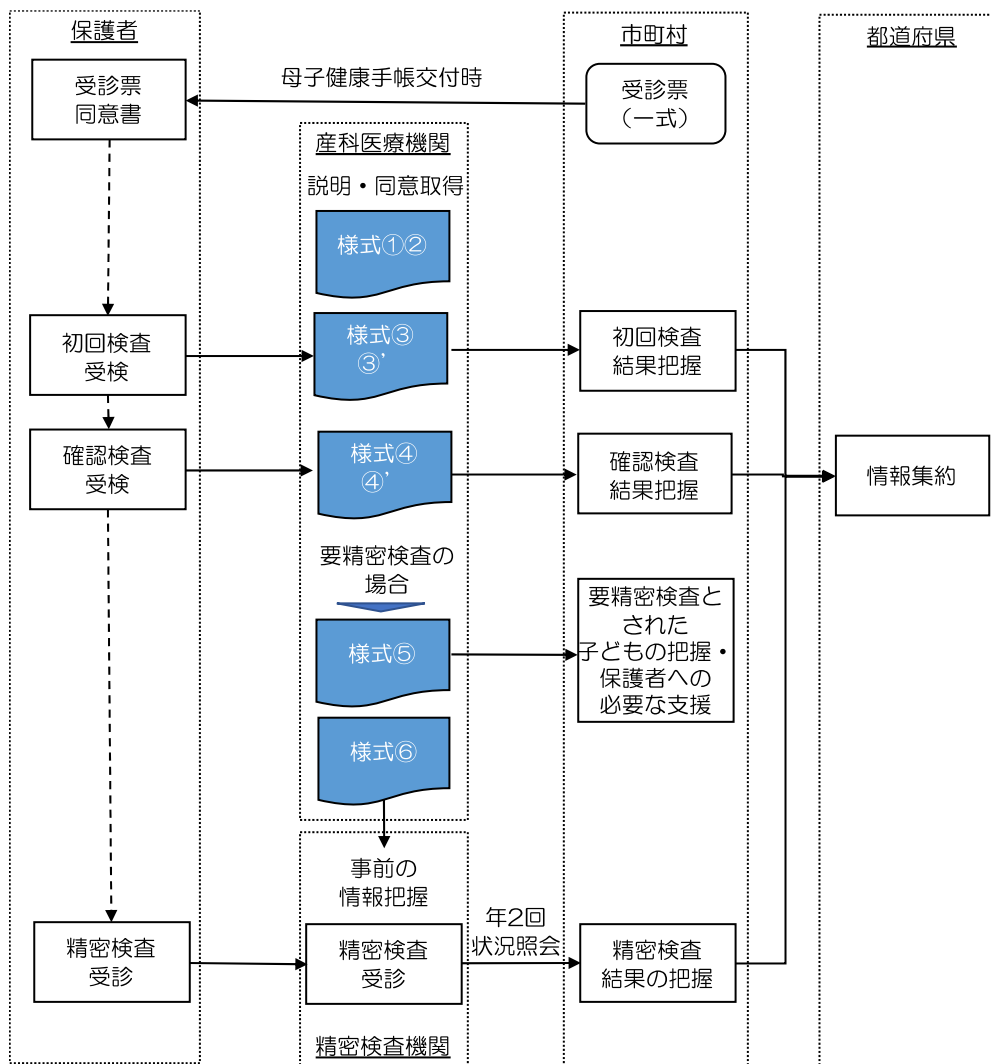 保護者
市町村
都道府県
受診票
同意書
母子健康手帳交付時
受診票
（一式）
産科医療機関
説明・同意取得
様式①②
初回検査
受検
様式③
③’
初回検査
結果把握
確認検査
受検
様式④
④’
確認検査
結果把握
情報集約
要精密検査の
場合
様式⑤
要精密検査と
された
子どもの把握・
保護者への
必要な支援
様式⑥
事前の
情報把握
精密検査
受診
精密検査
受診
年2回
状況照会
精密検査
結果の把握
精密検査機関